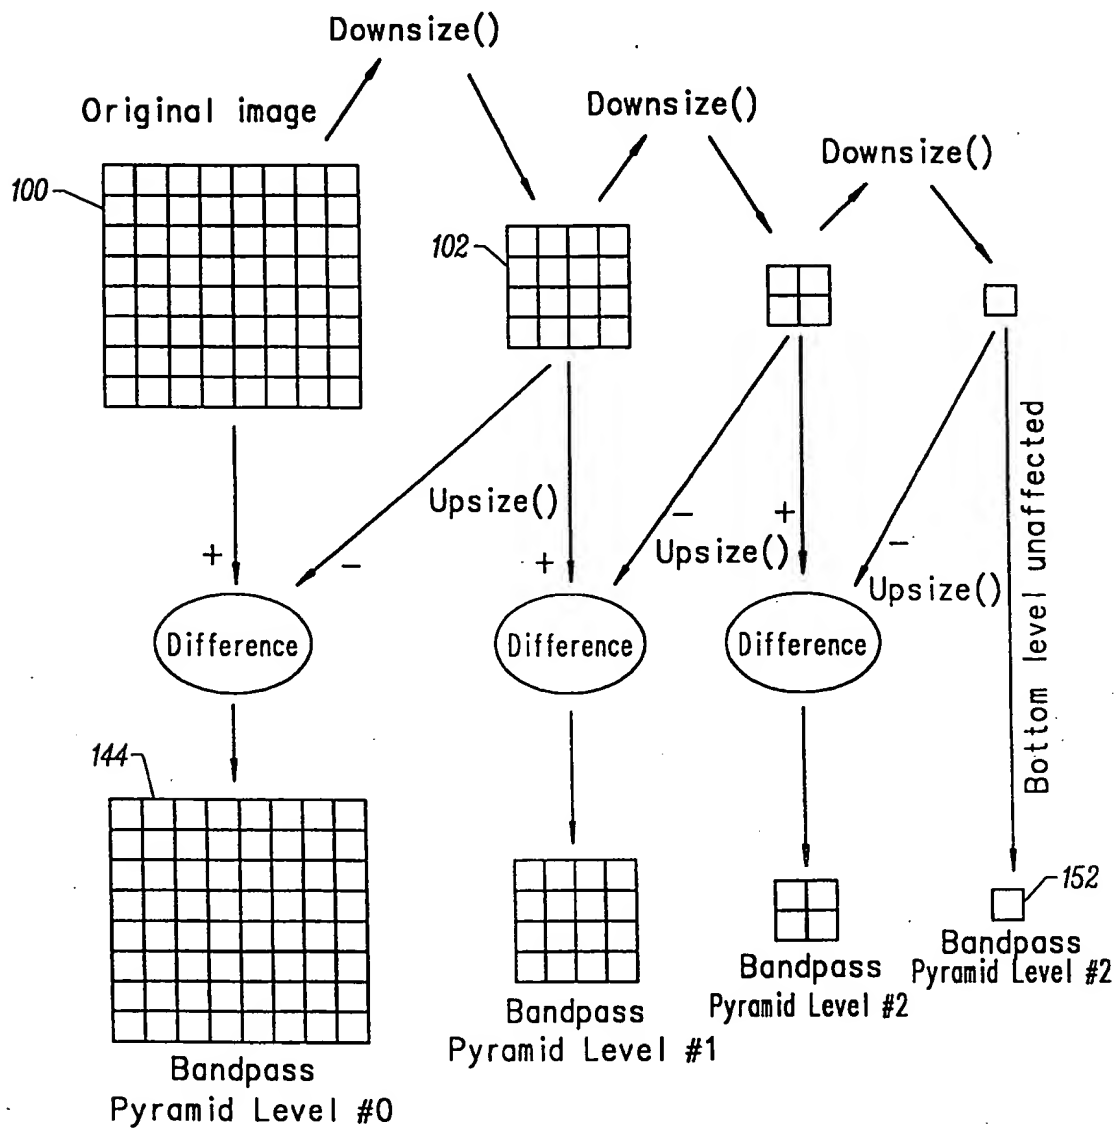 Downsize()
Original image
Downsize()
Downsize()
100
102
Upsize()
+
−
+
−
Upsize()
+
−
Upsize()
Bottom level unaffected
Difference
Difference
Difference
144
152
Bandpass
Pyramid Level #0
Bandpass
Pyramid Level #1
Bandpass
Pyramid Level #2
Bandpass
Pyramid Level #2